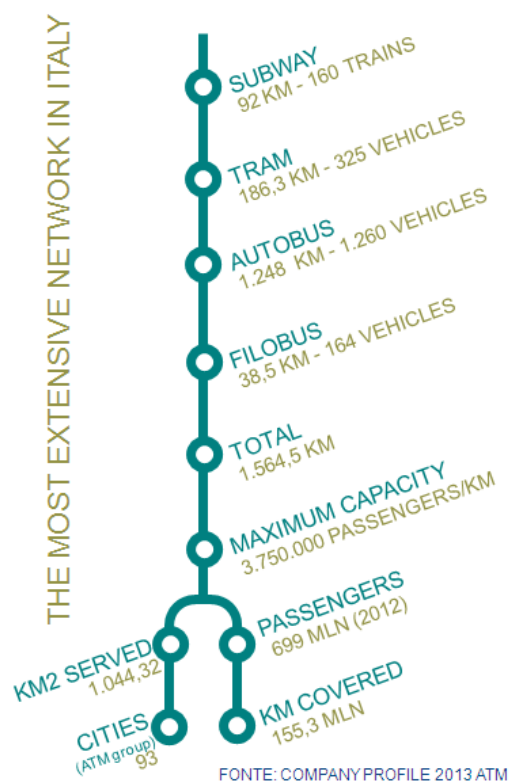 THE MOST EXTENSIVE NETWORK IN ITALY
SUBWAY
92 KM - 160 TRAINS
TRAM
186,3 KM - 325 VEHICLES
AUTOBUS
1.248 KM - 1.260 VEHICLES
FILOBUS
38,5 KM - 164 VEHICLES
TOTAL
1.564,5 KM
MAXIMUM CAPACITY
3.750.000 PASSENGERS/KM
KM2 SERVED
1.044,32
PASSENGERS
699 MLN (2012)
CITIES
(ATM group)
93
KM COVERED
155,3 MLN
FONTE: COMPANY PROFILE 2013 ATM